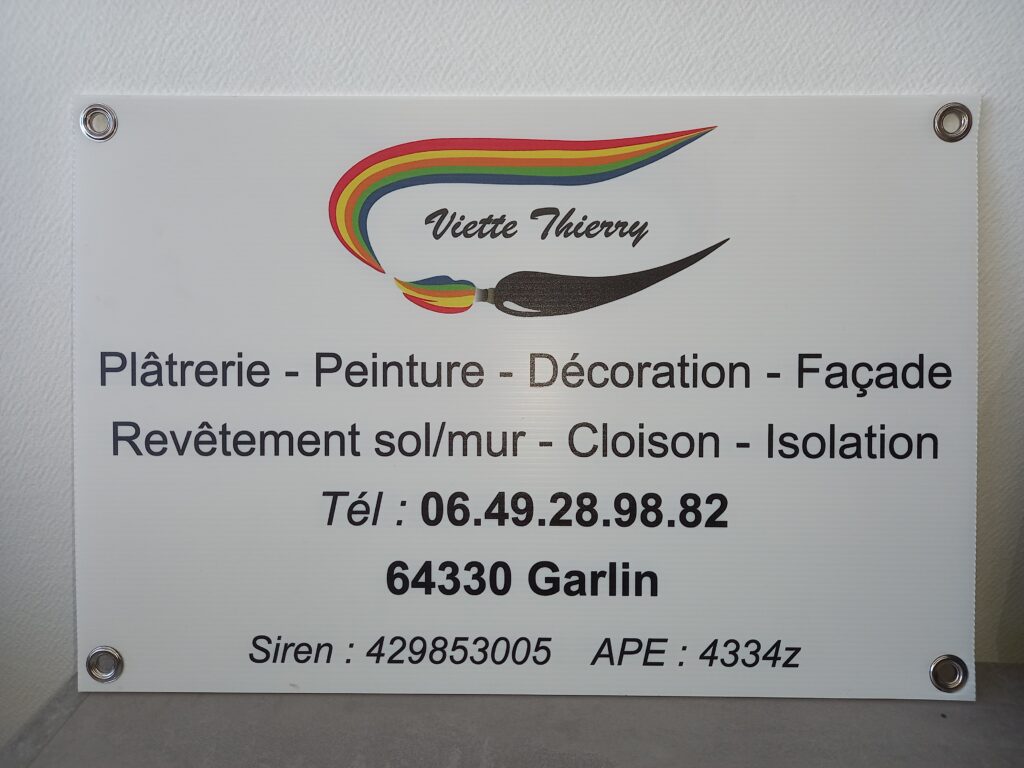 Viette Thierry
Plâtrerie - Peinture - Décoration - Façade
Revêtement sol/mur - Cloison - Isolation
Tél : 06.49.28.98.82
64330 Garlin
Siren : 429853005 APE : 4334z